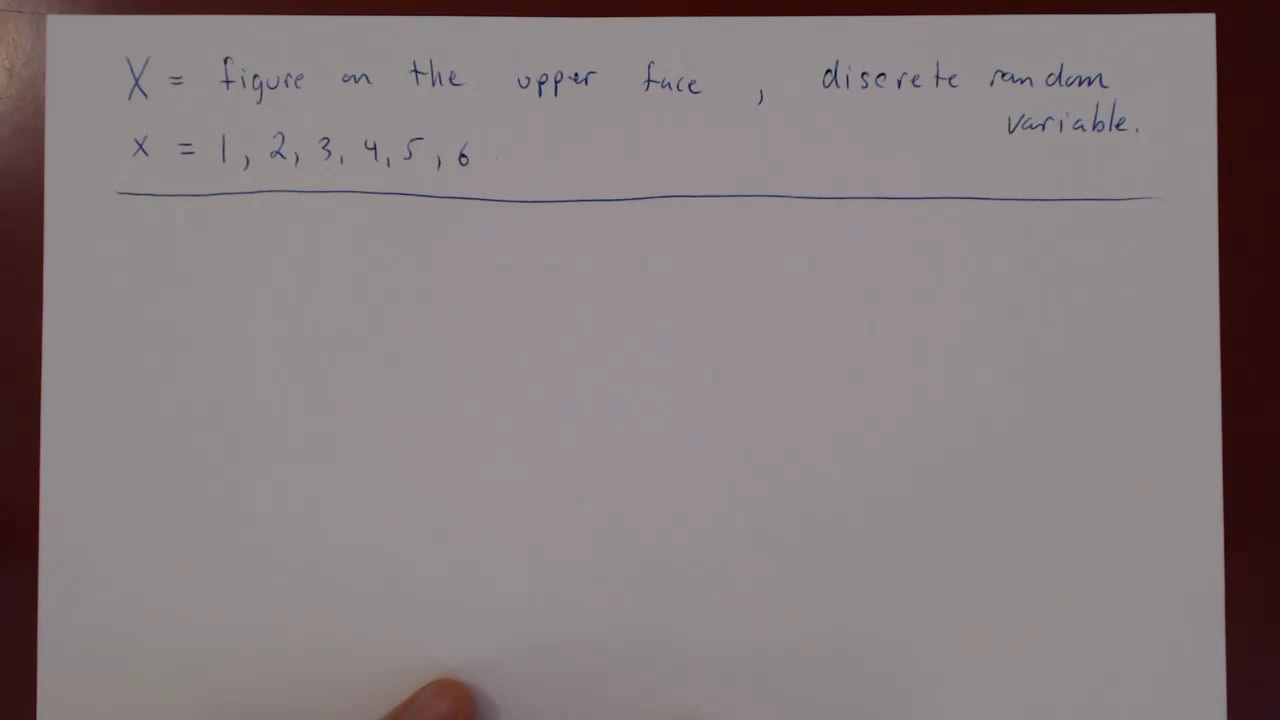 X = figure on the upper face , discrete random
variable.
x = 1, 2, 3, 4, 5, 6